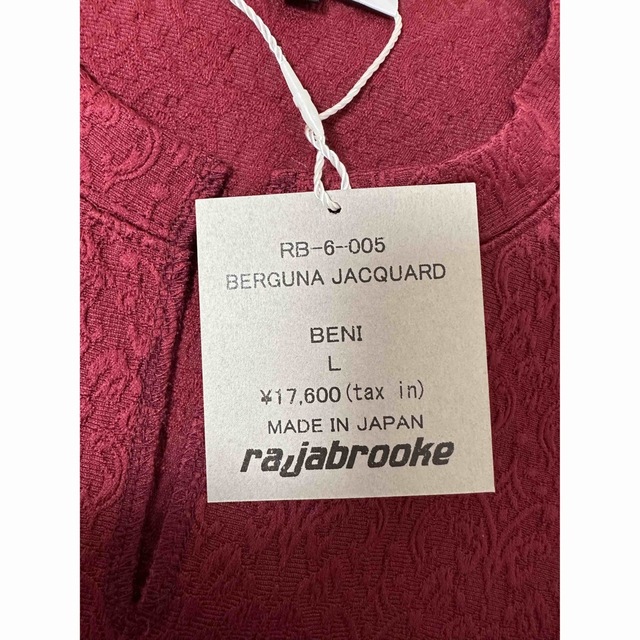 RB-6-005
BERGUNA JACQUARD
BENI
L
¥17,600(tax in)
MADE IN JAPAN
rajabrooke